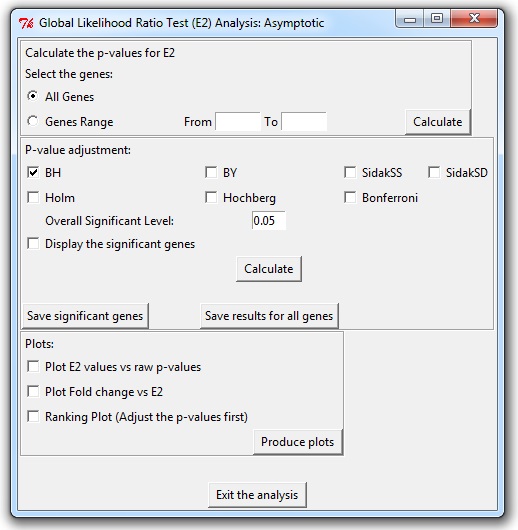 Global Likelihood Ratio Test (E2) Analysis: Asymptotic
Calculate the p-values for E2
Select the genes:
All Genes
Genes Range From To Calculate
P-value adjustment:
BH BY SidakSS SidakSD
Holm Hochberg Bonferroni
Overall Significant Level: 0.05
Display the significant genes
Calculate
Save significant genes Save results for all genes
Plots:
Plot E2 values vs raw p-values
Plot Fold change vs E2
Ranking Plot (Adjust the p-values first)
Produce plots
Exit the analysis